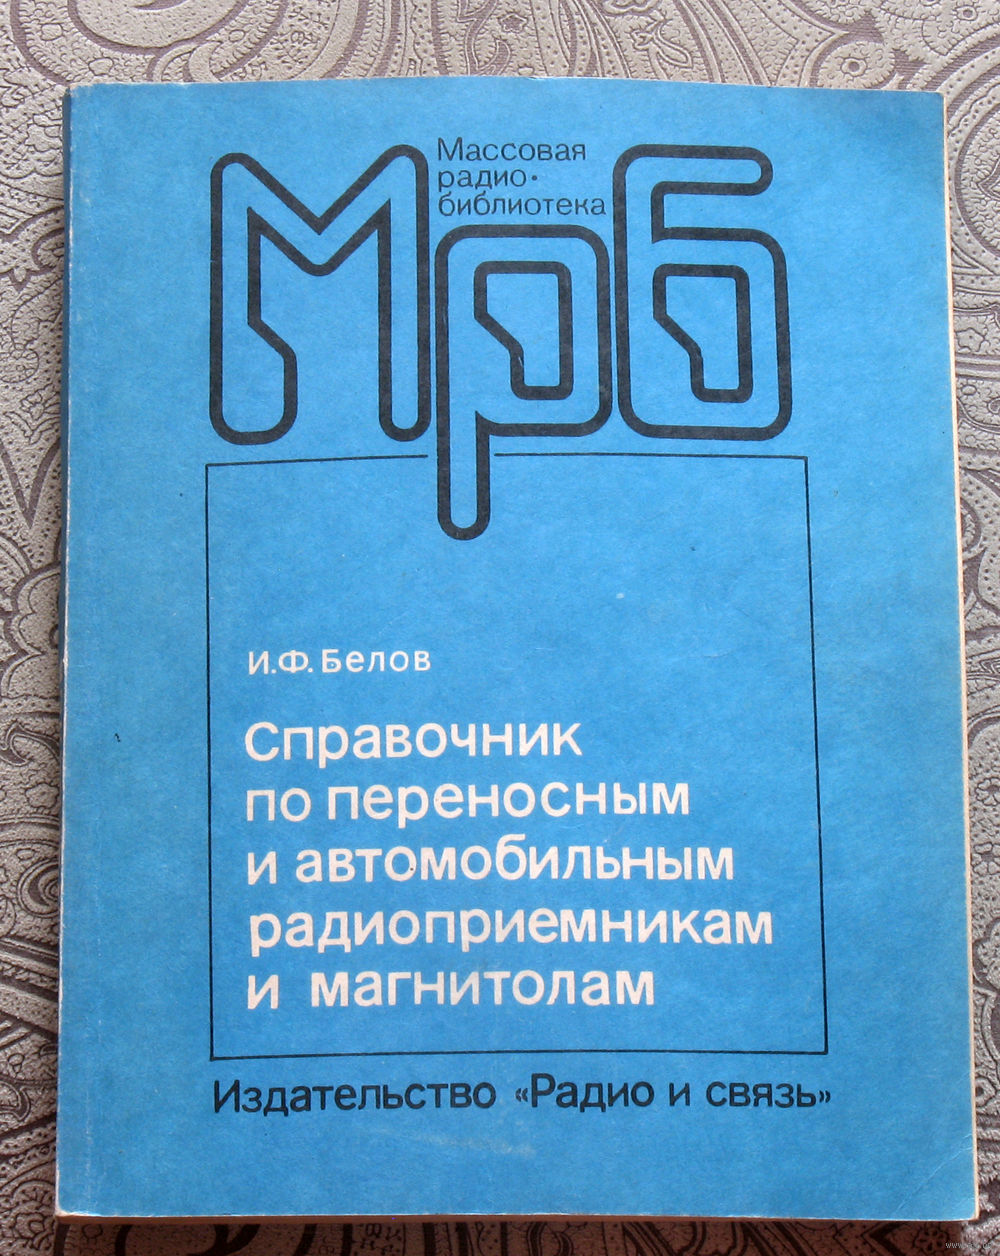 Массовая
радио·
библиотека
Мрб
И.Ф. Белов
Справочник
по переносным
и автомобильным
радиоприемникам
и магнитолам
Издательство «Радио и связь»